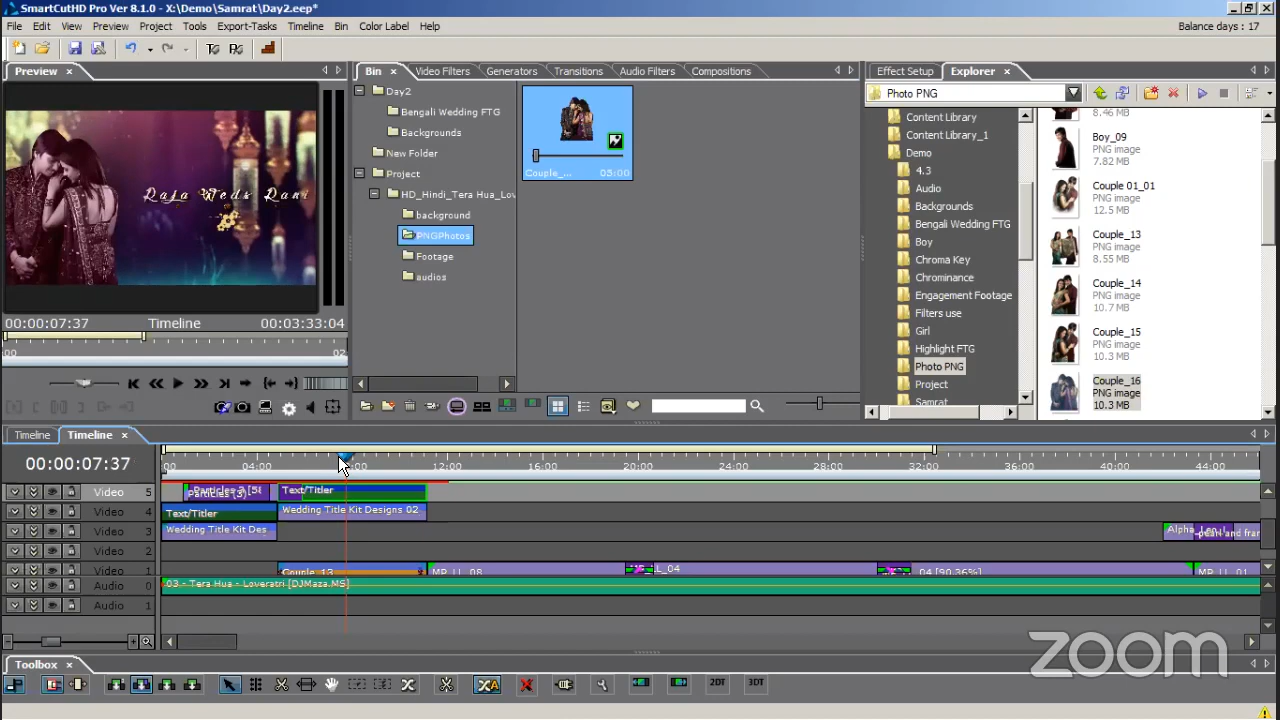 SmartCutHD Pro Ver 8.1.0 - X:\Demo\Samrat\Day2.eep*
File Edit View Preview Project Tools Export-Tasks Timeline Bin Color Label Help
Balance days : 17
Preview
Raja Weds Rani
00:00:07:37 Timeline 00:03:33:04
:00 02
Bin Video Filters Generators Transitions Audio Filters Compositions
Day2
Bengali Wedding FTG
Backgrounds
New Folder
Project
HD_Hindi_Tera Hua_Lov
background
PNGPhotos
Footage
audios
Couple_... 05:00
Effect Setup Explorer
Photo PNG
Content Library
Content Library_1
Demo
4.3
Audio
Backgrounds
Bengali Wedding FTG
Boy
Chroma Key
Chrominance
Engagement Footage
Filters use
Girl
Highlight FTG
Photo PNG
Project
Samrat
8.46 MB
Boy_09
PNG image
7.82 MB
Couple 01_01
PNG image
12.5 MB
Couple_13
PNG image
8.55 MB
Couple_14
PNG image
10.7 MB
Couple_15
PNG image
10.3 MB
Couple_16
PNG image
10.3 MB
Timeline Timeline
00:00:07:37
:00 04:00 :00 12:00 16:00 20:00 24:00 28:00 32:00 36:00 40:00 44:00
Video 5 Text/Titler
Video 4 Text/Titler Wedding Title Kit Designs 02
Video 3 Wedding Title Kit Des
Video 2
Video 1 Couple_13 MP_LL_08 L_04 04 [90.36%] MP_LL_01
Audio 0 03 - Tera Hua - Loveratri [DJMaza.MS]
Audio 1
zoom
Toolbox
2DT 3DT